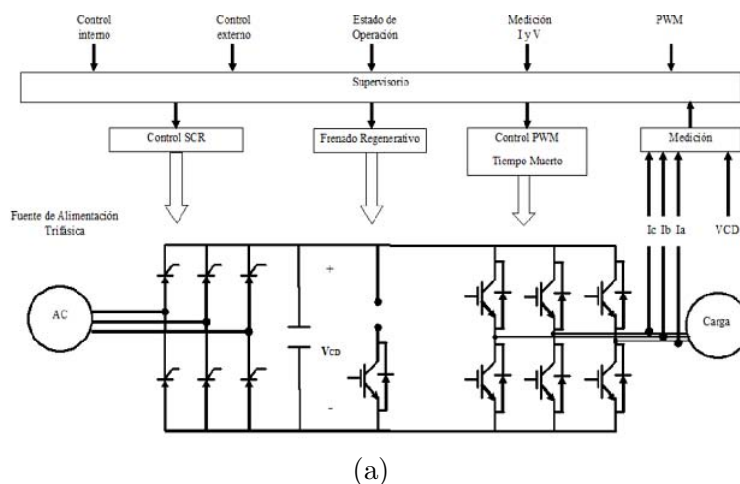 Control
interno
Control
externo
Estado de
Operación
Medición
I y V
PWM
Supervisorio
Control SCR
Frenado Regenerativo
Control PWM
Tiempo Muerto
Medición
Fuente de Alimentación
Trifásica
Ic Ib Ia VCD
AC
+
VCD
-
Carga
(a)